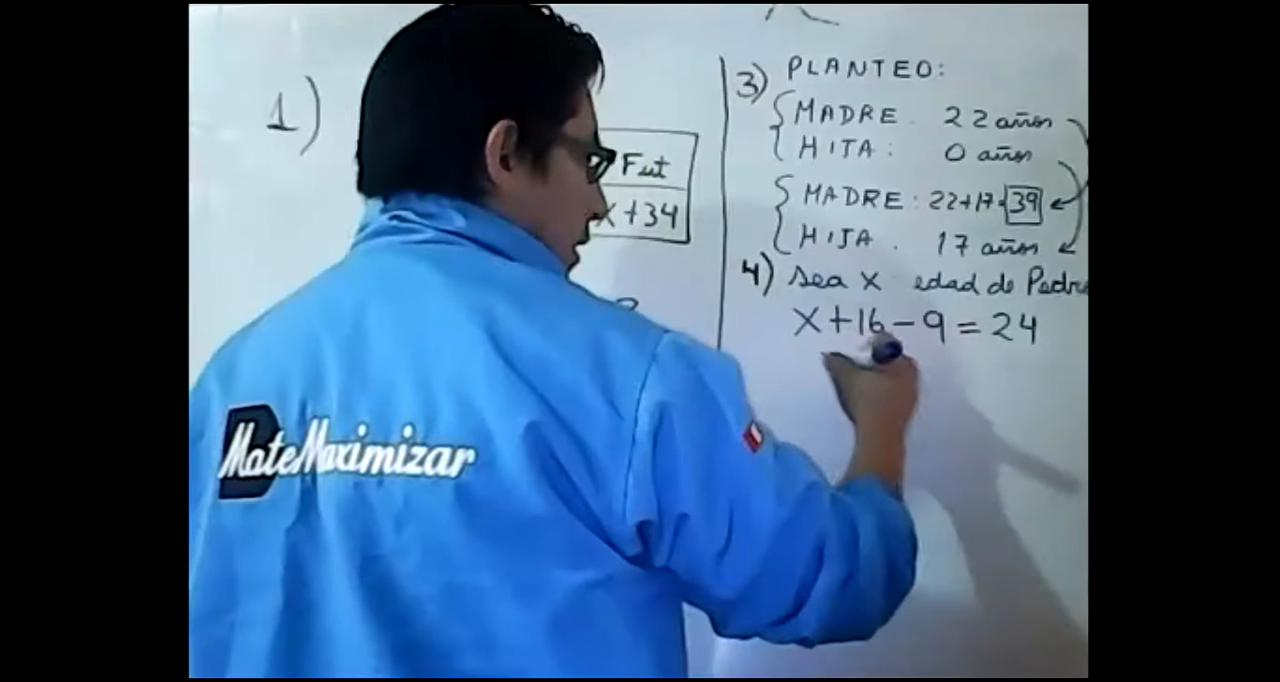 1)
Fut
x+34
3) PLANTEO:
MADRE. 22 años
HIJA: 0 años
MADRE: 22+17=39
HIJA. 17 años
4) sea x edad de Pedro
x+16-9=24
MateMaximizar